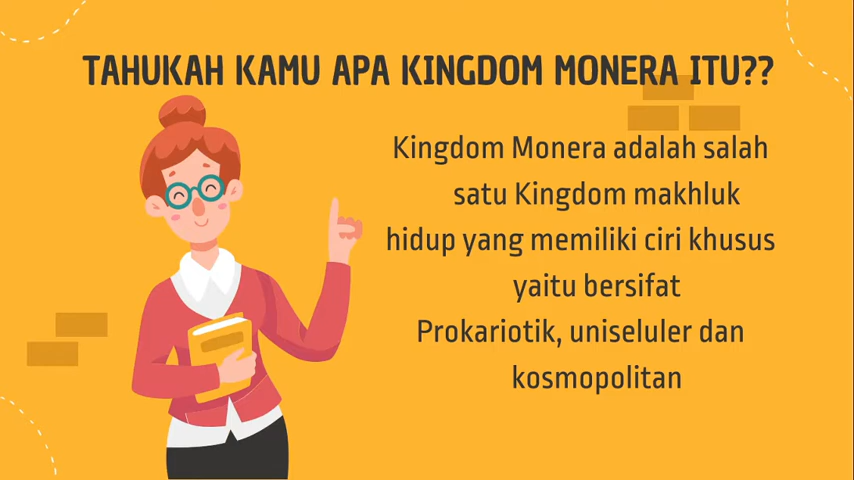 TAHUKAH KAMU APA KINGDOM MONERA ITU??
Kingdom Monera adalah salah
satu Kingdom makhluk
hidup yang memiliki ciri khusus
yaitu bersifat
Prokariotik, uniseluler dan
kosmopolitan